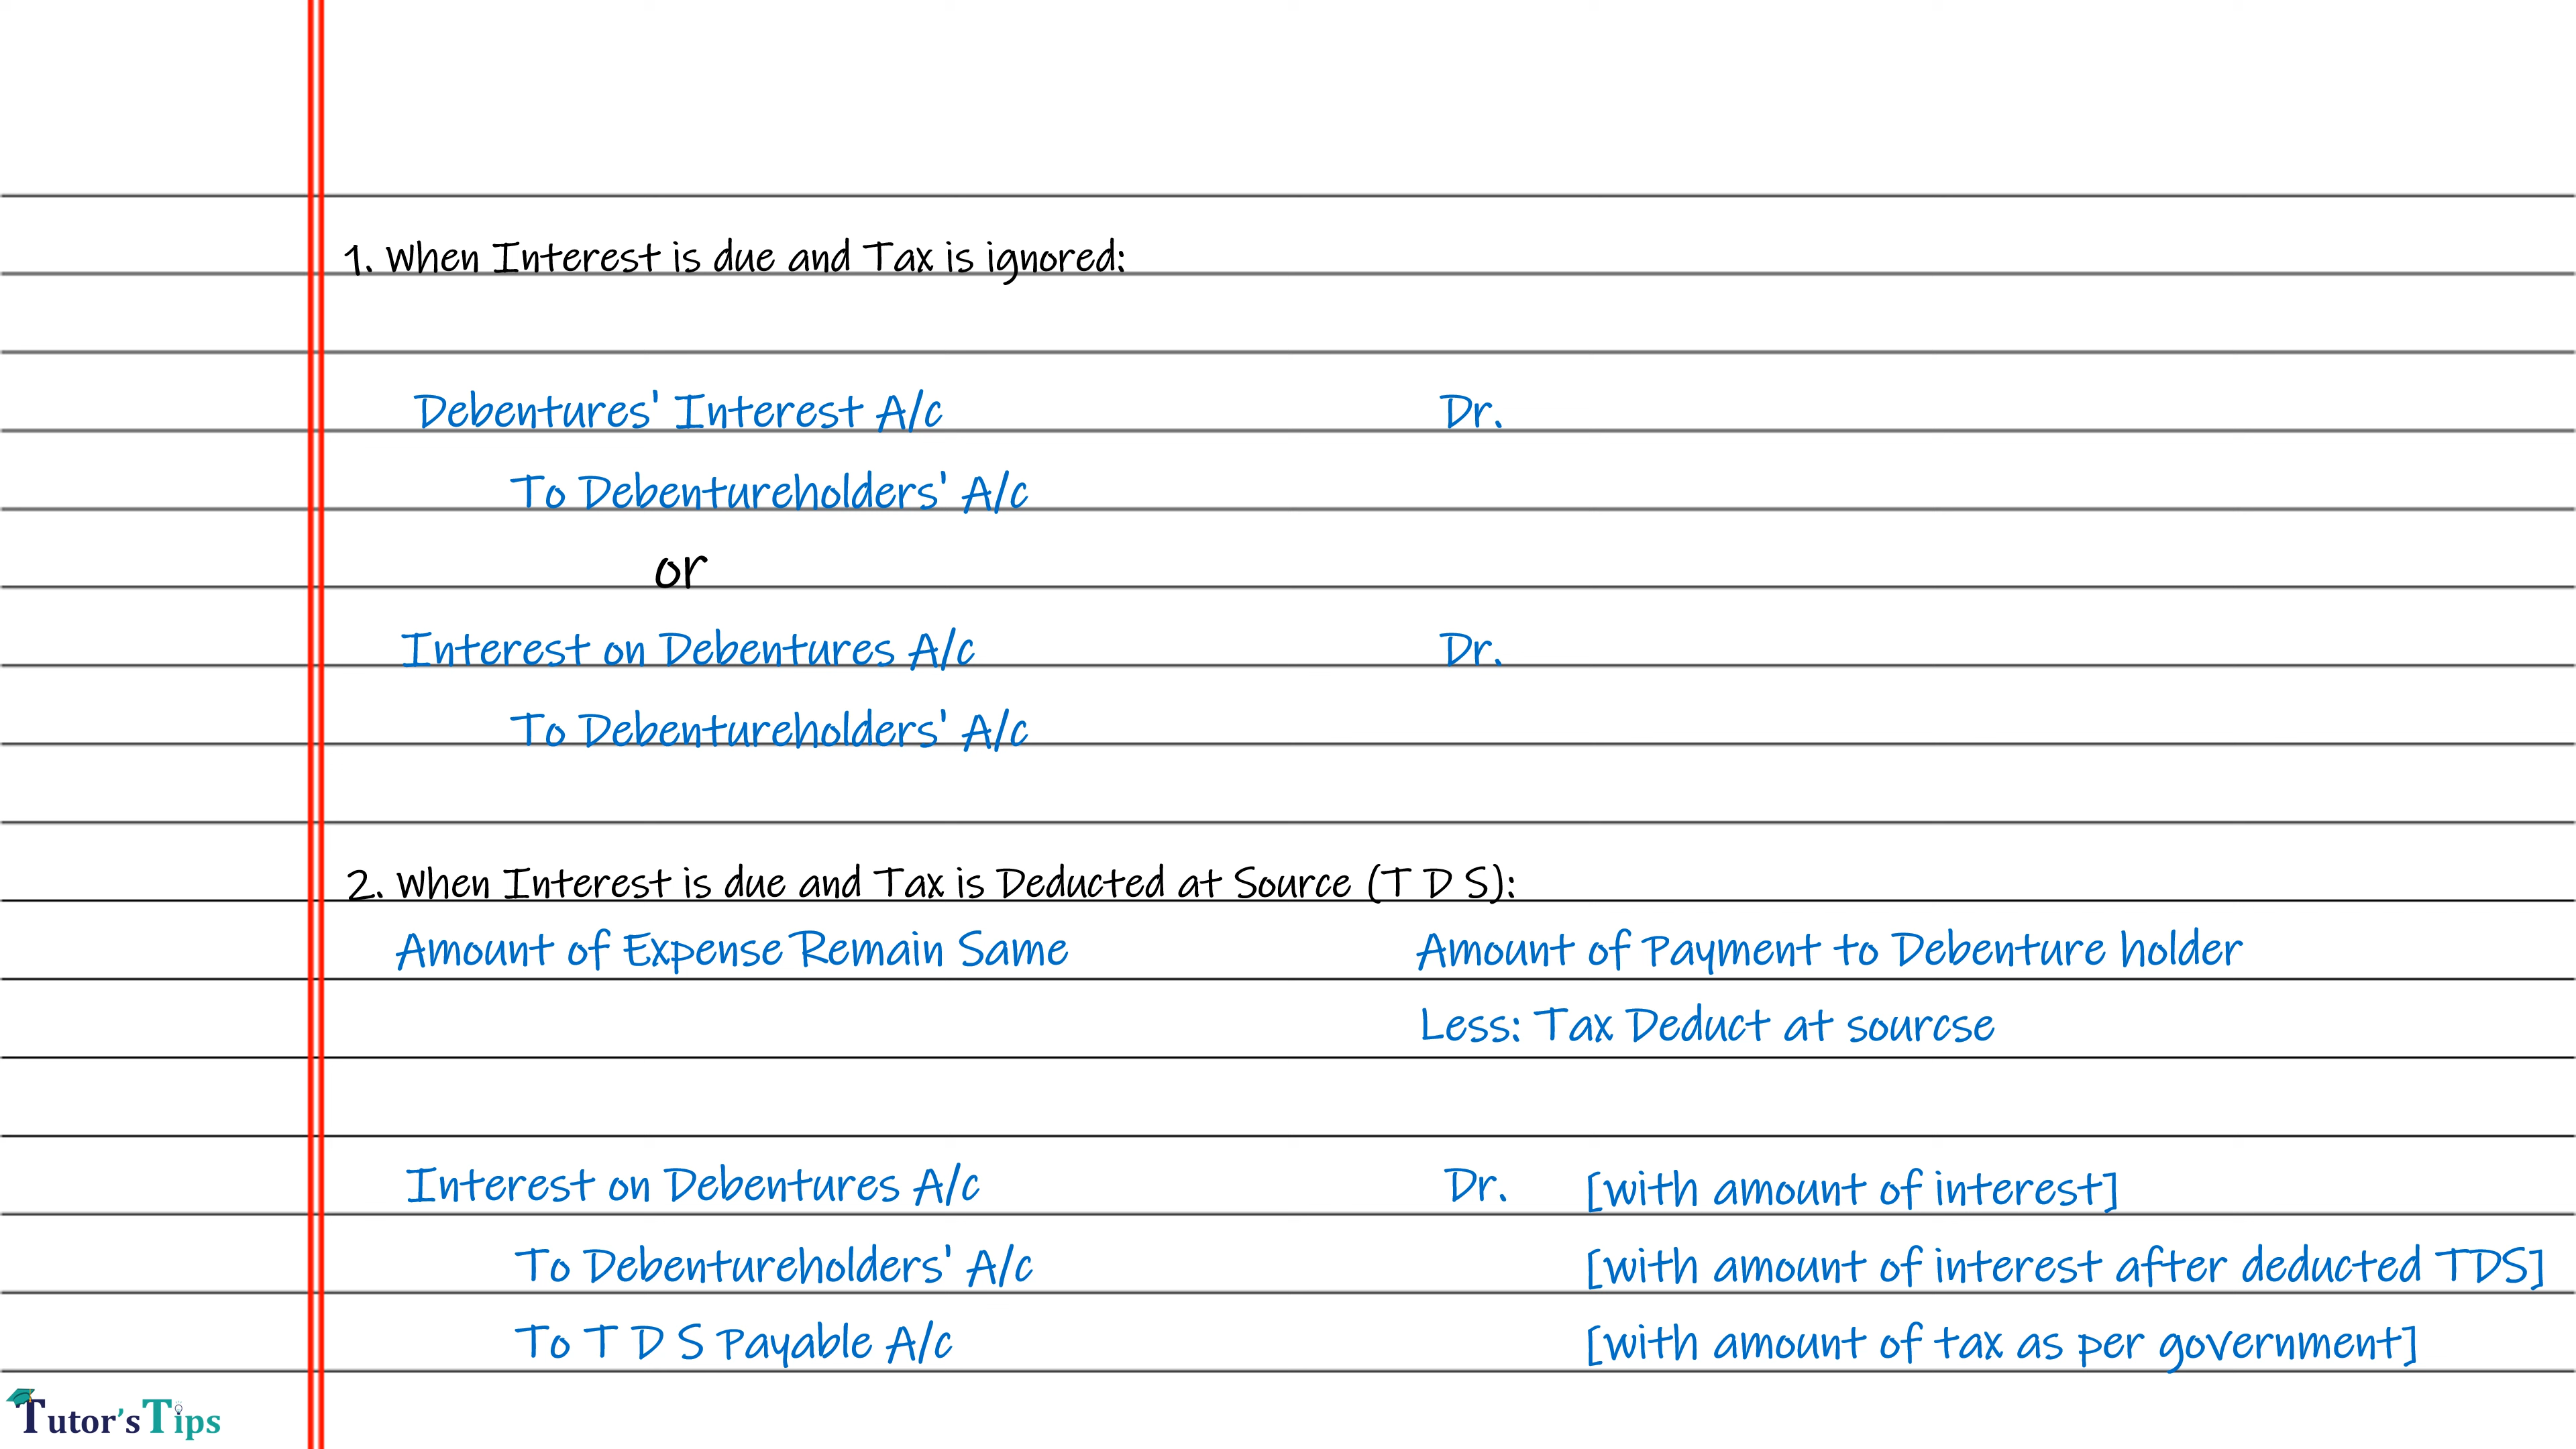 1. When Interest is due and Tax is ignored:
Debentures' Interest A/c Dr.
To Debentureholders' A/c
or
Interest on Debentures A/c Dr.
To Debentureholders' A/c
2. When Interest is due and Tax is Deducted at Source (T D S):
Amount of Expense Remain Same Amount of Payment to Debenture holder
Less: Tax Deduct at sourcse
Interest on Debentures A/c Dr. [with amount of interest]
To Debentureholders' A/c [with amount of interest after deducted TDS]
To T D S Payable A/c [with amount of tax as per government]
Tutor's Tips